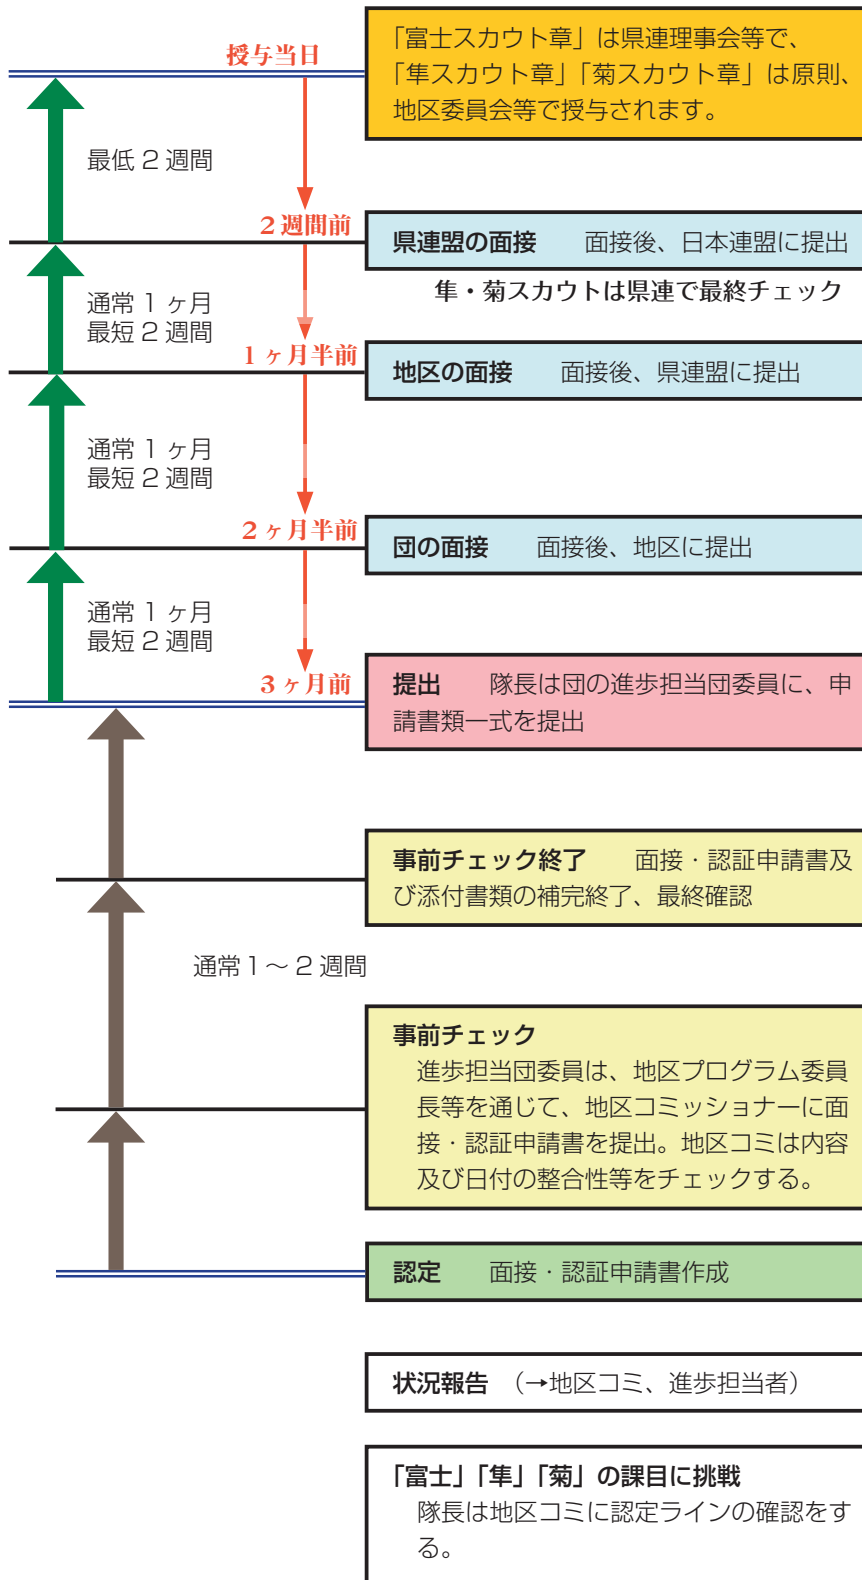 授与当日
「富士スカウト章」は県連理事会等で、
「隼スカウト章」「菊スカウト章」は原則、
地区委員会等で授与されます。
最低 2 週間
2 週間前
県連盟の面接　面接後、日本連盟に提出
隼・菊スカウトは県連で最終チェック
通常 1 ヶ月
最短 2 週間
1 ヶ月半前
地区の面接　面接後、県連盟に提出
通常 1 ヶ月
最短 2 週間
2 ヶ月半前
団の面接　面接後、地区に提出
通常 1 ヶ月
最短 2 週間
3 ヶ月前
提出　隊長は団の進歩担当団委員に、申
請書類一式を提出
事前チェック終了　面接・認証申請書及
び添付書類の補完終了、最終確認
通常 1 〜 2 週間
事前チェック
進歩担当団委員は、地区プログラム委員
長等を通じて、地区コミッショナーに面
接・認証申請書を提出。地区コミは内容
及び日付の整合性等をチェックする。
認定　面接・認証申請書作成
状況報告　（→地区コミ、進歩担当者）
「富士」「隼」「菊」の課目に挑戦
隊長は地区コミに認定ラインの確認をす
る。